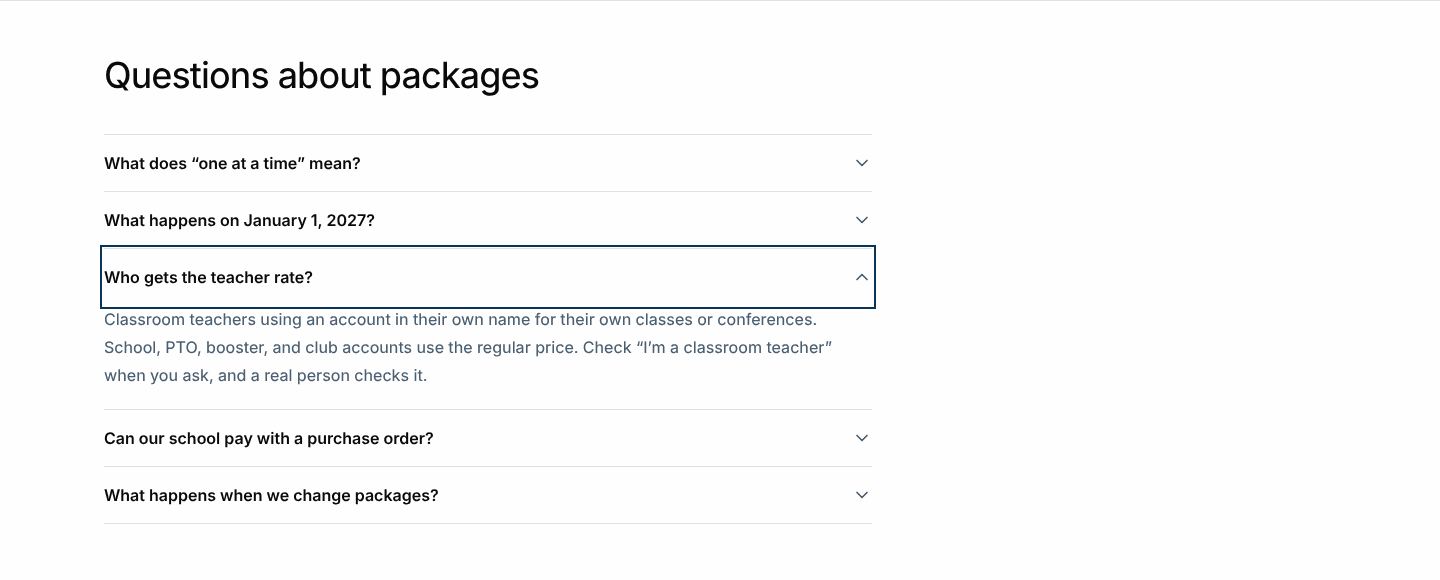 Questions about packages
What does “one at a time” mean?
What happens on January 1, 2027?
Who gets the teacher rate?
Classroom teachers using an account in their own name for their own classes or conferences.
School, PTO, booster, and club accounts use the regular price. Check “I’m a classroom teacher”
when you ask, and a real person checks it.
Can our school pay with a purchase order?
What happens when we change packages?